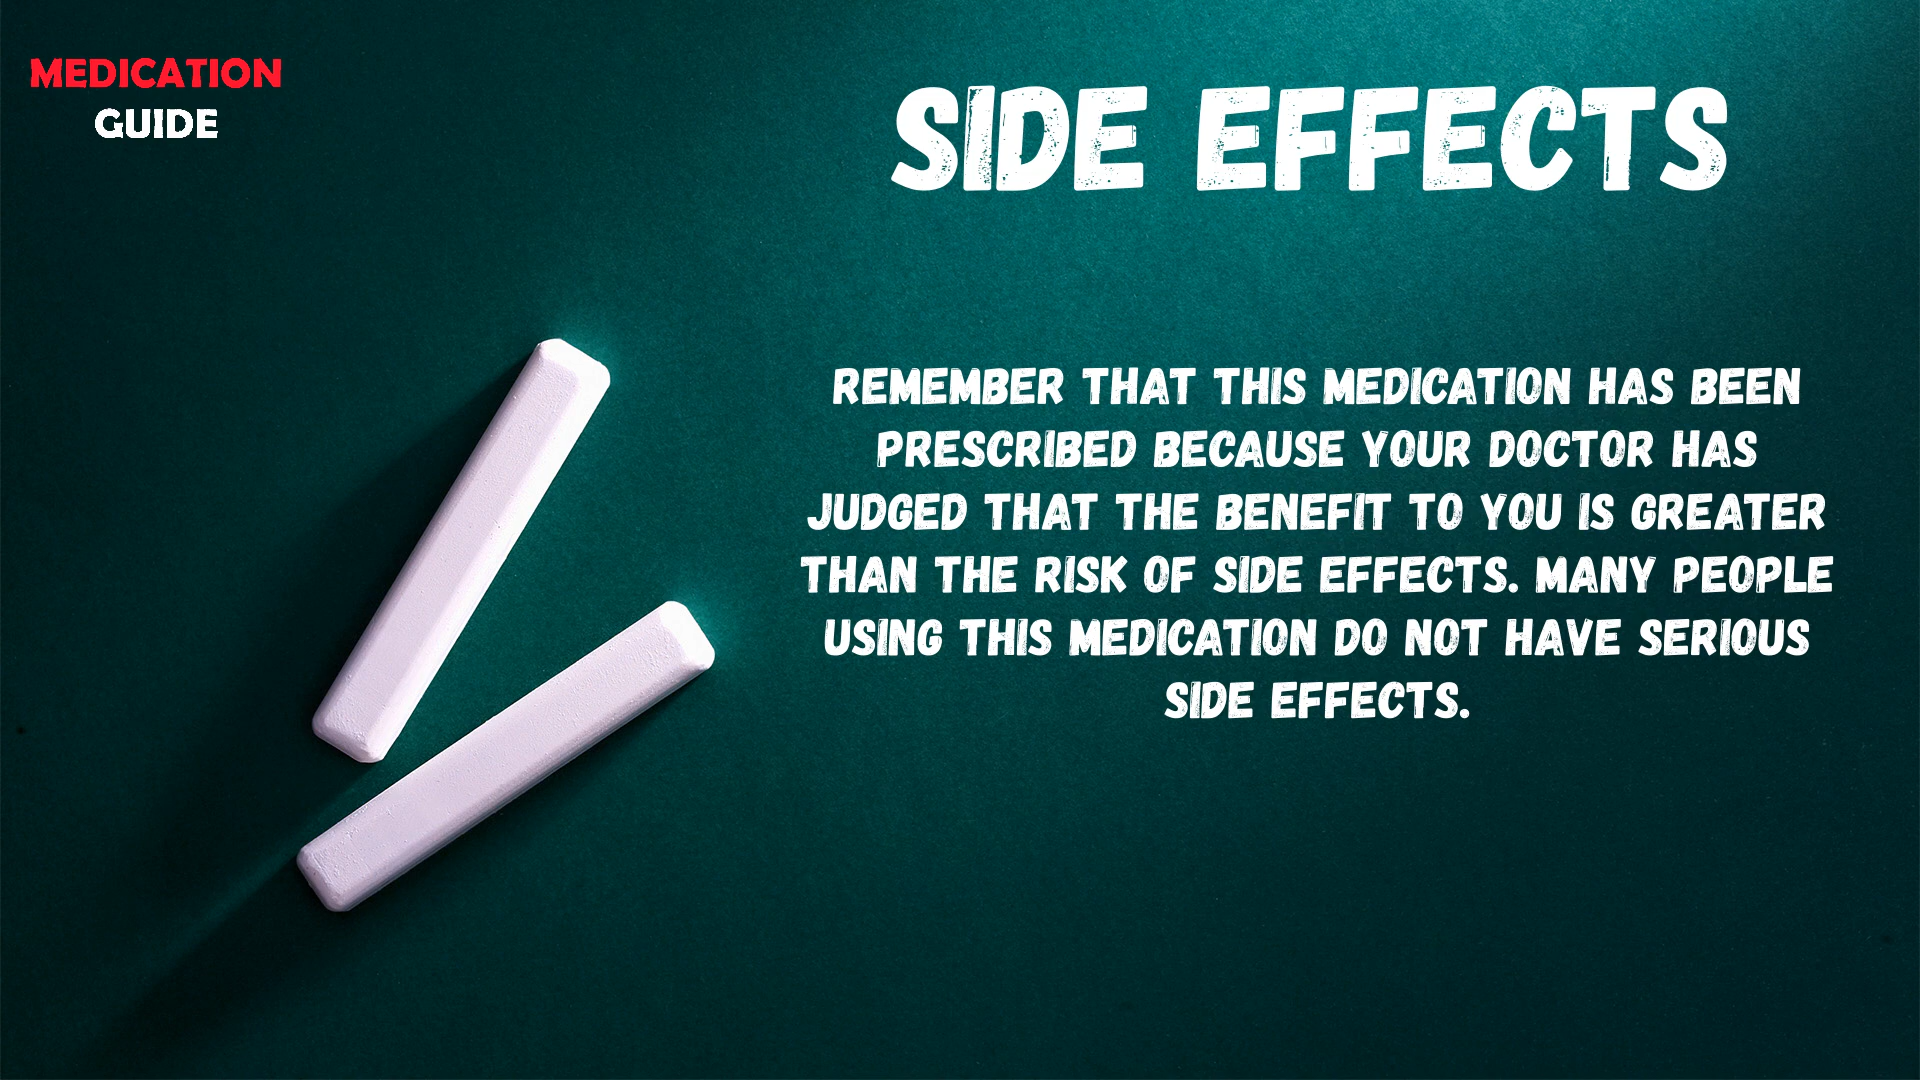 MEDICATION
GUIDE
SIDE EFFECTS
REMEMBER THAT THIS MEDICATION HAS BEEN
PRESCRIBED BECAUSE YOUR DOCTOR HAS
JUDGED THAT THE BENEFIT TO YOU IS GREATER
THAN THE RISK OF SIDE EFFECTS. MANY PEOPLE
USING THIS MEDICATION DO NOT HAVE SERIOUS
SIDE EFFECTS.